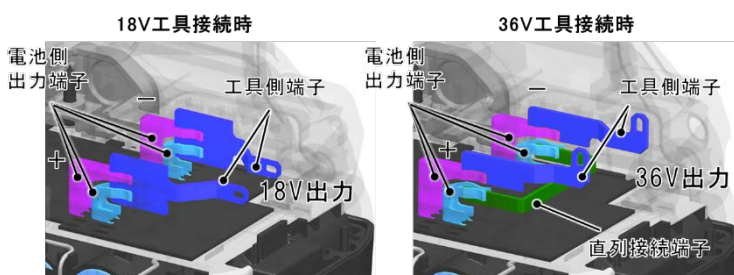 18V工具接続時
電池側
出力端子
工具側端子
－
＋
18V出力
36V工具接続時
電池側
出力端子
工具側端子
－
＋
36V出力
直列接続端子